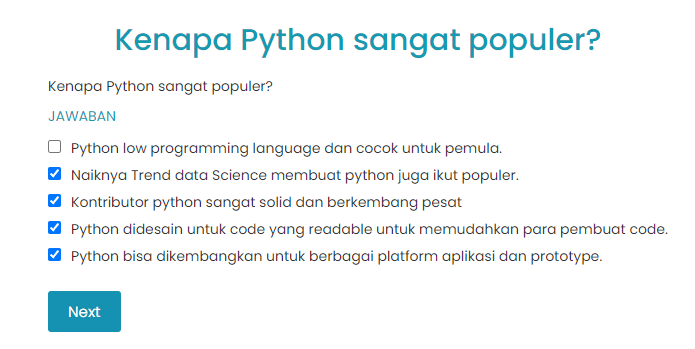 Kenapa Python sangat populer?
Kenapa Python sangat populer?
JAWABAN
Python low programming language dan cocok untuk pemula.
Naiknya Trend data Science membuat python juga ikut populer.
Kontributor python sangat solid dan berkembang pesat
Python didesain untuk code yang readable untuk memudahkan para pembuat code.
Python bisa dikembangkan untuk berbagai platform aplikasi dan prototype.
Next